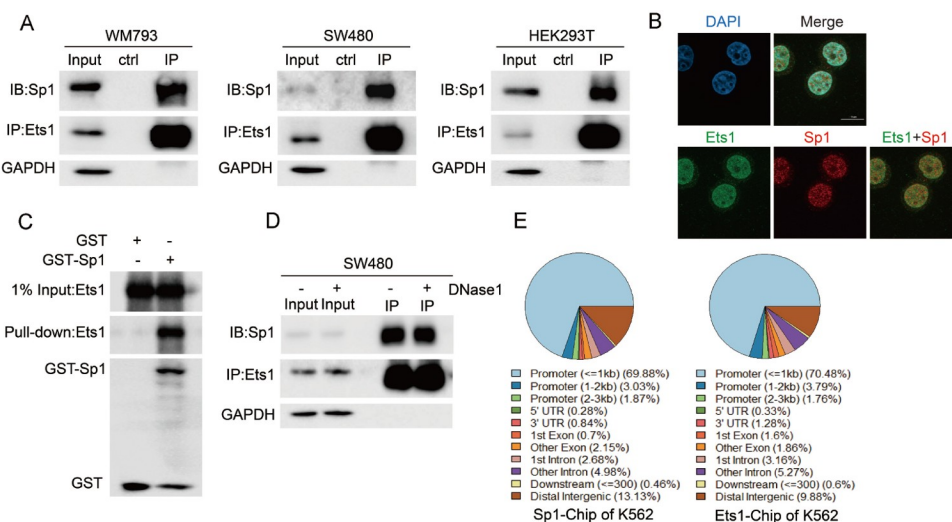 A
WM793
SW480
HEK293T
Input ctrl IP
Input ctrl IP
Input ctrl IP
IB:Sp1
IB:Sp1
IB:Sp1
IP:Ets1
IP:Ets1
IP:Ets1
GAPDH
GAPDH
GAPDH
B
DAPI
Merge
Ets1
Sp1
Ets1+Sp1
C
GST + -
GST-Sp1 - +
1% Input:Ets1
Pull-down:Ets1
GST-Sp1
GST
D
SW480
- + - + DNase1
Input Input IP IP
IB:Sp1
IP:Ets1
GAPDH
E
Promoter (<=1kb) (69.88%)
Promoter (1-2kb) (3.03%)
Promoter (2-3kb) (1.87%)
5' UTR (0.28%)
3' UTR (0.84%)
1st Exon (0.7%)
Other Exon (2.15%)
1st Intron (2.68%)
Other Intron (4.98%)
Downstream (<=300) (0.46%)
Distal Intergenic (13.13%)
Sp1-Chip of K562
Promoter (<=1kb) (70.48%)
Promoter (1-2kb) (3.79%)
Promoter (2-3kb) (1.76%)
5' UTR (0.33%)
3' UTR (1.28%)
1st Exon (1.6%)
Other Exon (1.86%)
1st Intron (3.16%)
Other Intron (5.27%)
Downstream (<=300) (0.6%)
Distal Intergenic (9.88%)
Ets1-Chip of K562